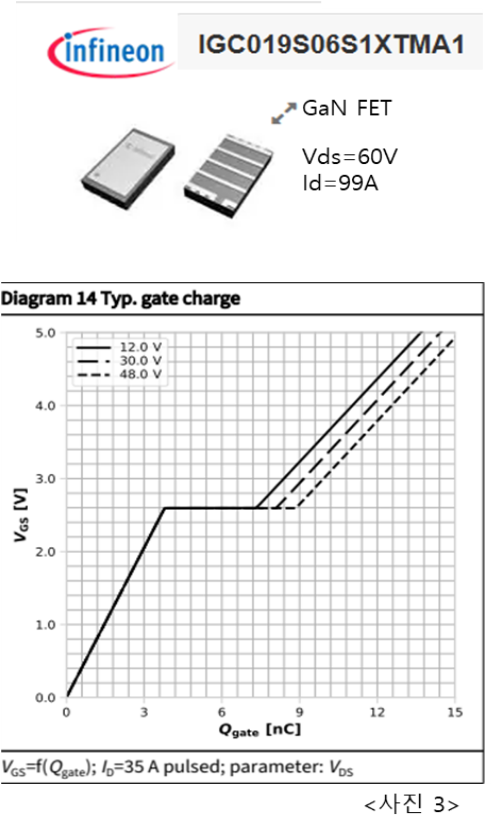 infineon
IGC019S06S1XTMA1
GaN FET
Vds=60V
Id=99A
Diagram 14 Typ. gate charge
5.0
12.0 V
30.0 V
48.0 V
4.0
3.0
2.0
1.0
0.0
VGS [V]
0 3 6 9 12 15
Qgate [nC]
VGS=f(Qgate); ID=35 A pulsed; parameter: VDS
<사진 3>